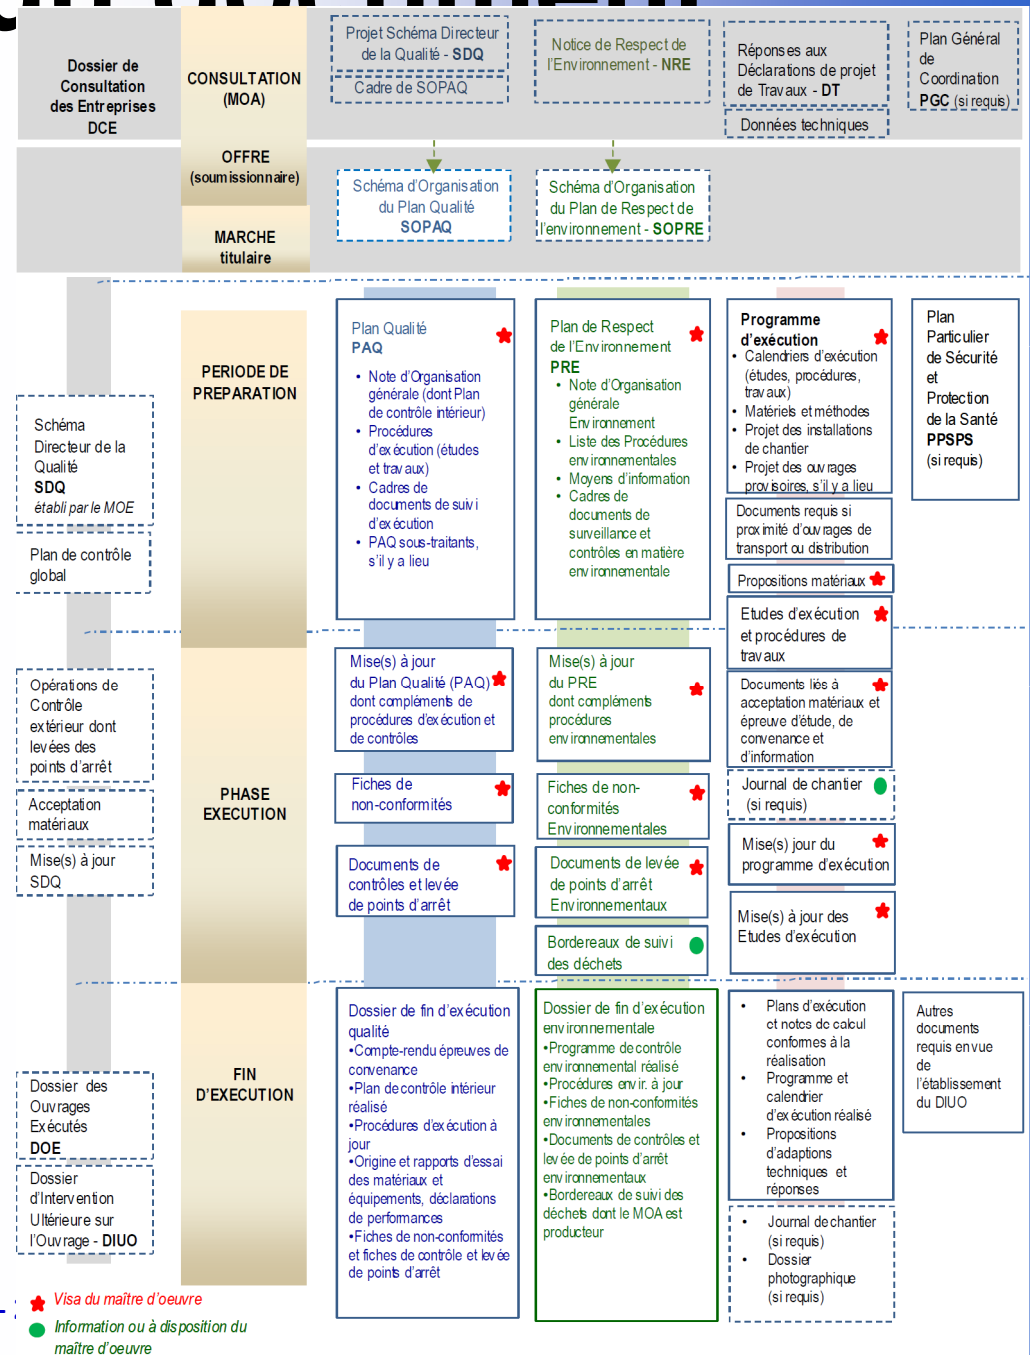 Dossier de
Consultation
des Entreprises
DCE
CONSULTATION
(MOA)
Projet Schéma Directeur
de la Qualité - SDQ
Cadre de SOPAQ
Notice de Respect de
l'Environnement - NRE
Réponses aux
Déclarations de projet
de Travaux - DT
Données techniques
Plan Général
de
Coordination
PGC (si requis)
OFFRE
(soumissionnaire)
MARCHE
titulaire
Schéma d'Organisation
du Plan Qualité
SOPAQ
Schéma d'Organisation
du Plan de Respect de
l'environnement - SOPRE
Schéma
Directeur de la
Qualité
SDQ
établi par le MOE
Plan de contrôle
global
PERIODE DE
PREPARATION
Plan Qualité
PAQ
• Note d'Organisation
générale (dont Plan
de contrôle intérieur)
• Procédures
d'exécution (études
et travaux)
• Cadres de
documents de suivi
d'exécution
• PAQ sous-traitants,
s'il y a lieu
Plan de Respect
de l'Environnement
PRE
• Note d'Organisation
générale
Environnement
• Liste des Procédures
environnementales
• Moyens d'information
• Cadres de
documents de
surveillance et
contrôles en matière
environnementale
Programme
d'exécution
• Calendriers d'exécution
(études, procédures,
travaux)
• Matériels et méthodes
• Projet des installations
de chantier
• Projet des ouvrages
provisoires, s'il y a lieu
Documents requis si
proximité d'ouvrages de
transport ou distribution
Propositions matériaux
Etudes d'exécution
et procédures de
travaux
Plan
Particulier
de Sécurité
et
Protection
de la Santé
PPSPS
(si requis)
Opérations de
Contrôle
extérieur dont
levées des
points d'arrêt
Acceptation
matériaux
Mise(s) à jour
SDQ
PHASE
EXECUTION
Mise(s) à jour
du Plan Qualité (PAQ)
dont compléments de
procédures d'exécution et
de contrôles
Fiches de
non-conformités
Documents de
contrôles et levée
de points d'arrêt
Mise(s) à jour
du PRE
dont compléments
procédures
environnementales
Fiches de non-
conformités
Environnementales
Documents de levée
de points d'arrêt
Environnementaux
Bordereaux de suivi
des déchets
Documents liés à
acceptation matériaux et
épreuve d'étude, de
convenance et
d'information
Journal de chantier
(si requis)
Mise(s) jour du
programme d'exécution
Mise(s) à jour des
Etudes d'exécution
Dossier des
Ouvrages
Exécutés
DOE
Dossier
d'Intervention
Ultérieure sur
l'Ouvrage - DIUO
FIN
D'EXECUTION
Dossier de fin d'exécution
qualité
•Compte-rendu épreuves de
convenance
•Plan de contrôle intérieur
réalisé
•Procédures d'exécution à
jour
•Origine et rapports d'essai
des matériaux et
équipements, déclarations
de performances
•Fiches de non-conformités
et fiches de contrôle et levée
de points d'arrêt
Dossier de fin d'exécution
environnementale
•Programme de contrôle
environnemental réalisé
•Procédures envir. à jour
•Fiches de non-conformités
environnementales
•Documents de contrôles et
levée de points d'arrêt
environnementaux
•Bordereaux de suivi des
déchets dont le MOA est
producteur
• Plans d'exécution
et notes de calcul
conformes à la
réalisation
• Programme et
calendrier
d'exécution réalisé
• Propositions
d'adaptions
techniques et
réponses
• Journal de chantier
(si requis)
• Dossier
photographique
(si requis)
Autres
documents
requis en vue
de
l'établissement
du DIUO
Visa du maître d'oeuvre
Information ou à disposition du
maître d'oeuvre